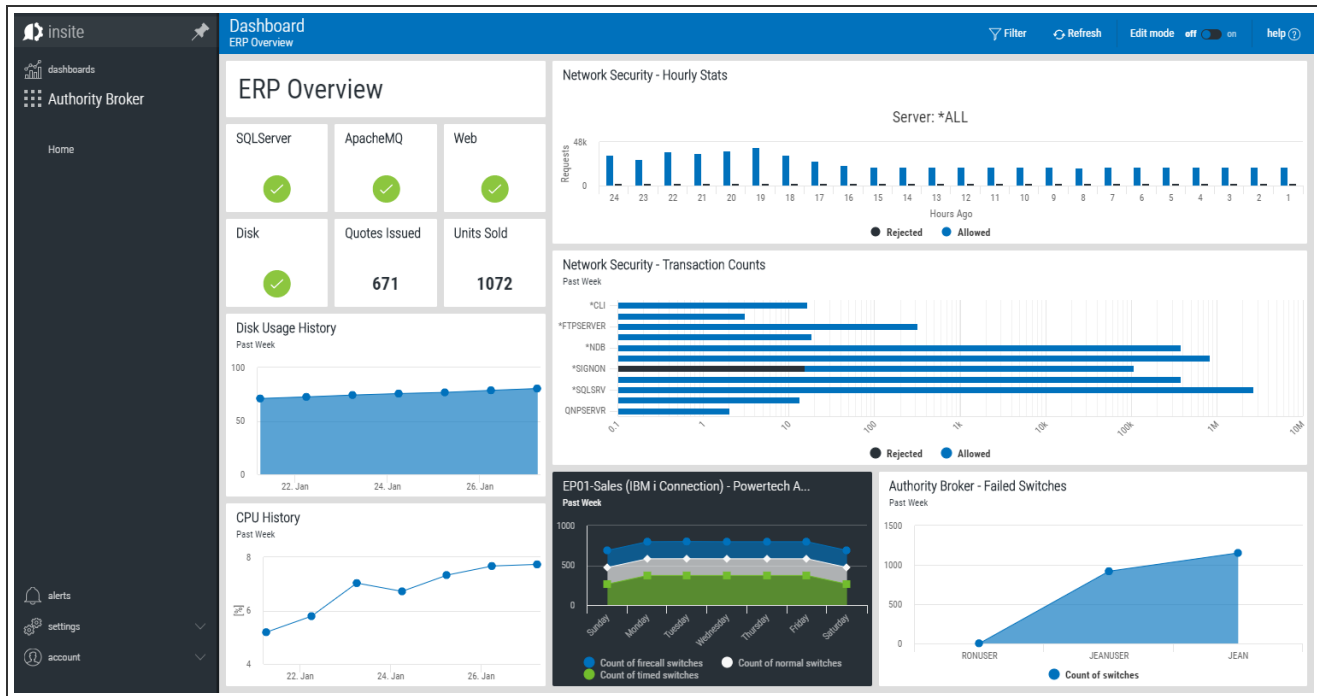 insite
dashboards
Authority Broker
Home
alerts
settings
account
Dashboard
ERP Overview
Filter
Refresh
Edit mode off on
help ?
ERP Overview
SQLServer
ApacheMQ
Web
Disk
Quotes Issued
671
Units Sold
1072
Disk Usage History
Past Week
100
50
0
22. Jan 24. Jan 26. Jan
CPU History
Past Week
8
[%] 6
4
22. Jan 24. Jan 26. Jan
Network Security - Hourly Stats
Server: *ALL
Requests
48k
0
24 23 22 21 20 19 18 17 16 15 14 13 12 11 10 9 8 7 6 5 4 3 2 1
Hours Ago
Rejected Allowed
Network Security - Transaction Counts
Past Week
*CLI
*FTPSERVER
*NDB
*SIGNON
*SQLSRV
QNPSERVR
0.1 1 10 100 1k 10k 100k 1M 10M
Rejected Allowed
EP01-Sales (IBM i Connection) - Powertech A...
Past Week
1000
500
0
Sunday Monday Tuesday Wednesday Thursday Friday Saturday
Count of firecall switches Count of normal switches
Count of timed switches
Authority Broker - Failed Switches
Past Week
1500
1000
500
0
RONUSER JEANUSER JEAN
Count of switches